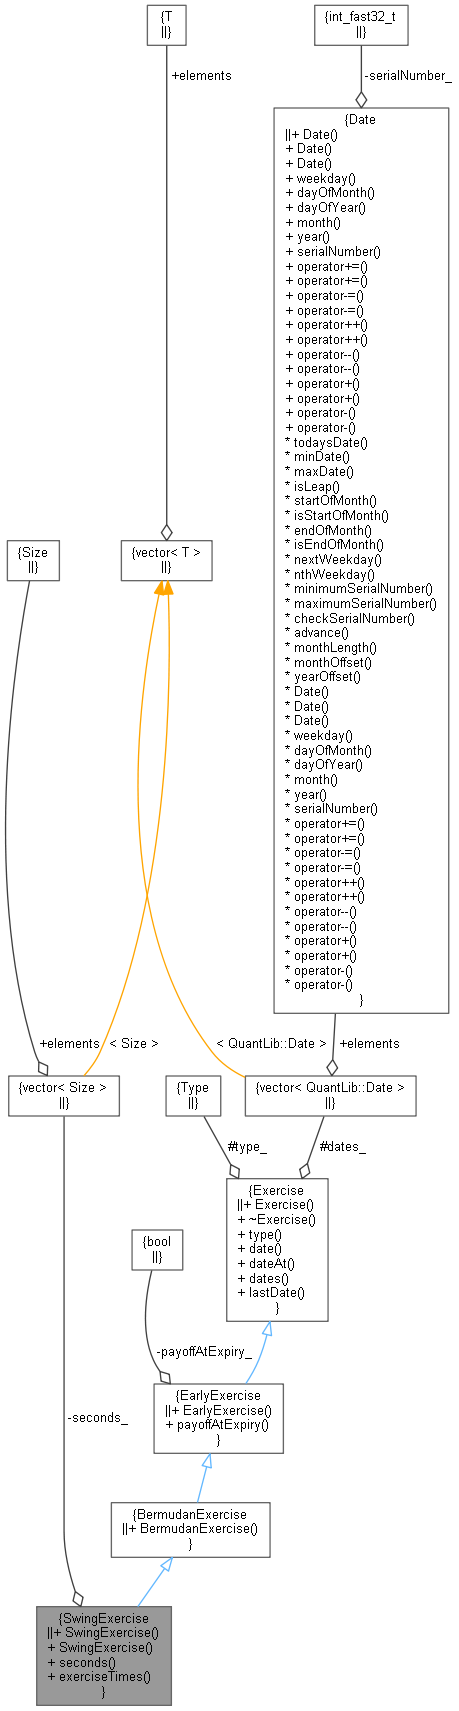 {T
||}
{int_fast32_t
||}
+elements
-serialNumber_
{Date
||+ Date()
+ Date()
+ Date()
+ weekday()
+ dayOfMonth()
+ dayOfYear()
+ month()
+ year()
+ serialNumber()
+ operator+=()
+ operator+=()
+ operator-=()
+ operator-=()
+ operator++()
+ operator++()
+ operator--()
+ operator--()
+ operator+()
+ operator+()
+ operator-()
+ operator-()
* todaysDate()
* minDate()
* maxDate()
* isLeap()
* startOfMonth()
* isStartOfMonth()
* endOfMonth()
* isEndOfMonth()
* nextWeekday()
* nthWeekday()
* minimumSerialNumber()
* maximumSerialNumber()
* checkSerialNumber()
* advance()
* monthLength()
* monthOffset()
* yearOffset()
* Date()
* Date()
* Date()
* weekday()
* dayOfMonth()
* dayOfYear()
* month()
* year()
* serialNumber()
* operator+=()
* operator+=()
* operator-=()
* operator-=()
* operator++()
* operator++()
* operator--()
* operator--()
* operator+()
* operator+()
* operator-()
* operator-()
}
{Size
||}
{vector< T >
||}
+elements
< Size >
< QuantLib::Date >
+elements
{vector< Size >
||}
{Type
||}
{vector< QuantLib::Date >
||}
#type_
#dates_
{Exercise
||+ Exercise()
+ ~Exercise()
+ type()
+ date()
+ dateAt()
+ dates()
+ lastDate()
}
{bool
||}
-payoffAtExpiry_
{EarlyExercise
||+ EarlyExercise()
+ payoffAtExpiry()
}
-seconds_
{BermudanExercise
||+ BermudanExercise()
}
{SwingExercise
||+ SwingExercise()
+ SwingExercise()
+ seconds()
+ exerciseTimes()
}